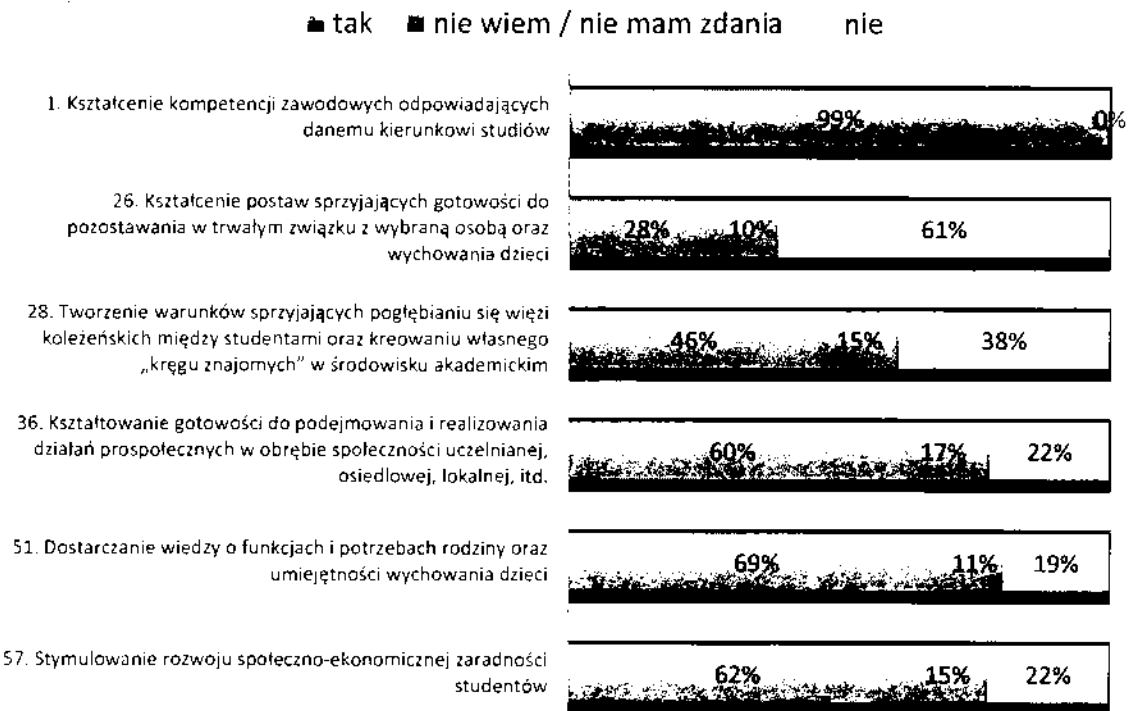 tak nie wiem / nie mam zdania nie
1. Kształcenie kompetencji zawodowych odpowiadających
danemu kierunkowi studiów
99% 0%
26. Kształcenie postaw sprzyjających gotowości do
pozostawania w trwałym związku z wybraną osobą oraz
wychowania dzieci
28% 10% 61%
28. Tworzenie warunków sprzyjających pogłębianiu się więzi
koleżeńskich między studentami oraz kreowaniu własnego
„kręgu znajomych” w środowisku akademickim
46% 15% 38%
36. Kształtowanie gotowości do podejmowania i realizowania
działań prospołecznych w obrębie społeczności uczelnianej,
osiedlowej, lokalnej, itd.
60% 17% 22%
51. Dostarczanie wiedzy o funkcjach i potrzebach rodziny oraz
umiejętności wychowania dzieci
69% 11% 19%
57. Stymulowanie rozwoju społeczno-ekonomicznej zaradności
studentów
62% 15% 22%